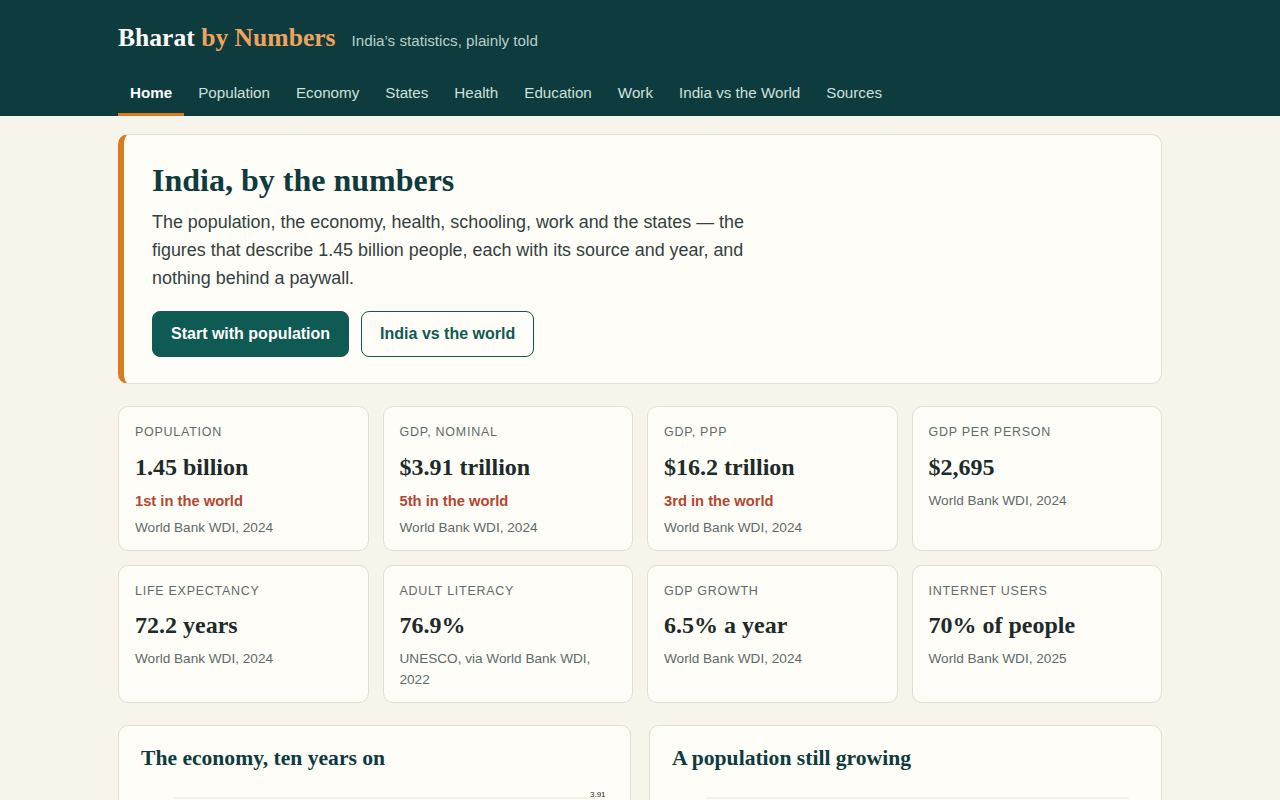 Bharat by Numbers India's statistics, plainly told
Home Population Economy States Health Education Work India vs the World Sources
India, by the numbers
The population, the economy, health, schooling, work and the states — the
figures that describe 1.45 billion people, each with its source and year, and
nothing behind a paywall.
Start with population India vs the world
POPULATION
1.45 billion
1st in the world
World Bank WDI, 2024
GDP, NOMINAL
$3.91 trillion
5th in the world
World Bank WDI, 2024
GDP, PPP
$16.2 trillion
3rd in the world
World Bank WDI, 2024
GDP PER PERSON
$2,695
World Bank WDI, 2024
LIFE EXPECTANCY
72.2 years
World Bank WDI, 2024
ADULT LITERACY
76.9%
UNESCO, via World Bank WDI,
2022
GDP GROWTH
6.5% a year
World Bank WDI, 2024
INTERNET USERS
70% of people
World Bank WDI, 2025
The economy, ten years on
3.91
A population still growing